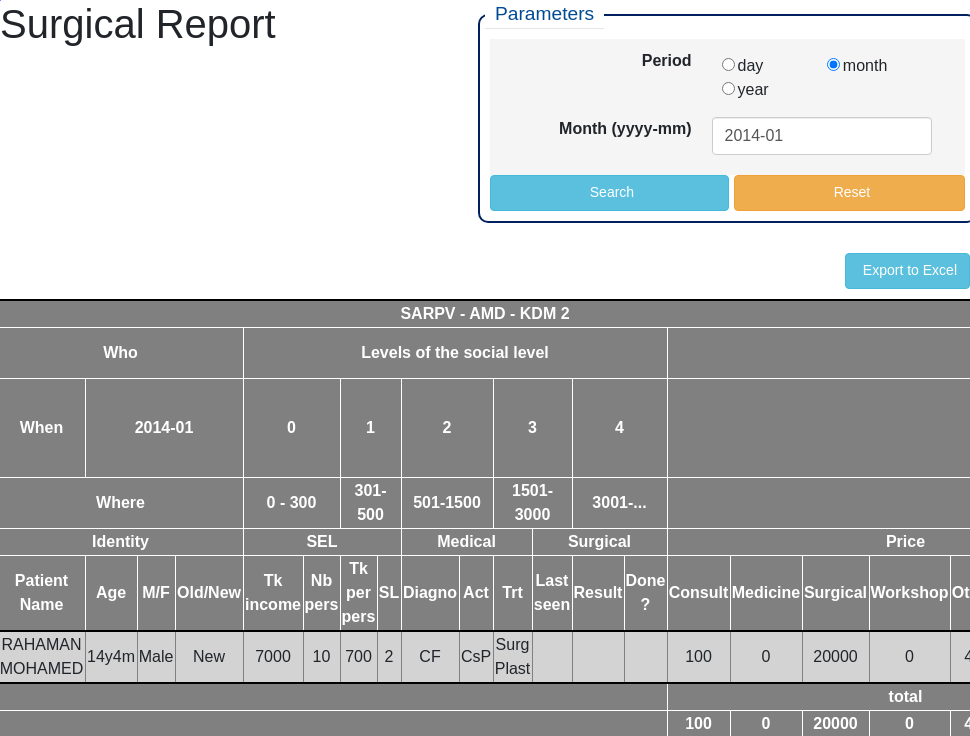 Surgical Report
Parameters
Period
day
month
year
Month (yyyy-mm)
2014-01
Search
Reset
Export to Excel
SARPV - AMD - KDM 2
Who
Levels of the social level
When
2014-01
0
1
2
3
4
Where
0 - 300
301-
500
501-1500
1501-
3000
3001-...
Identity
SEL
Medical
Surgical
Price
Patient
Name
Age
M/F
Old/New
Tk
income
Nb
pers
Tk
per
pers
SL
Diagno
Act
Trt
Last
seen
Result
Done
?
Consult
Medicine
Surgical
Workshop
RAHAMAN
MOHAMED
14y4m
Male
New
7000
10
700
2
CF
CsP
Surg
Plast
100
0
20000
0
total
100
0
20000
0